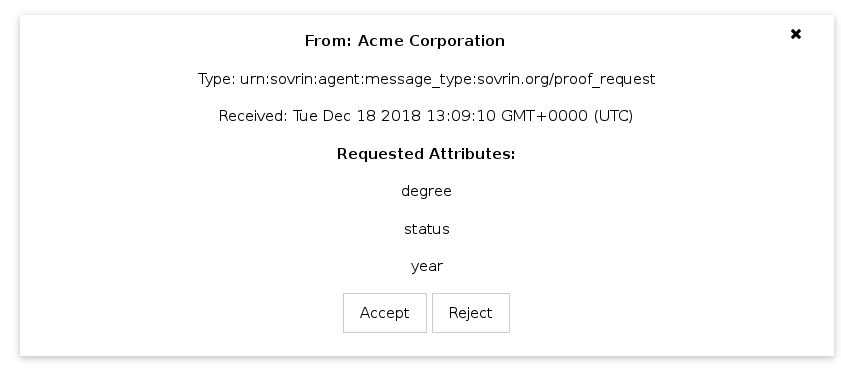 From: Acme Corporation
✖
Type: urn:sovrin:agent:message_type:sovrin.org/proof_request
Received: Tue Dec 18 2018 13:09:10 GMT+0000 (UTC)
Requested Attributes:
degree
status
year
Accept Reject